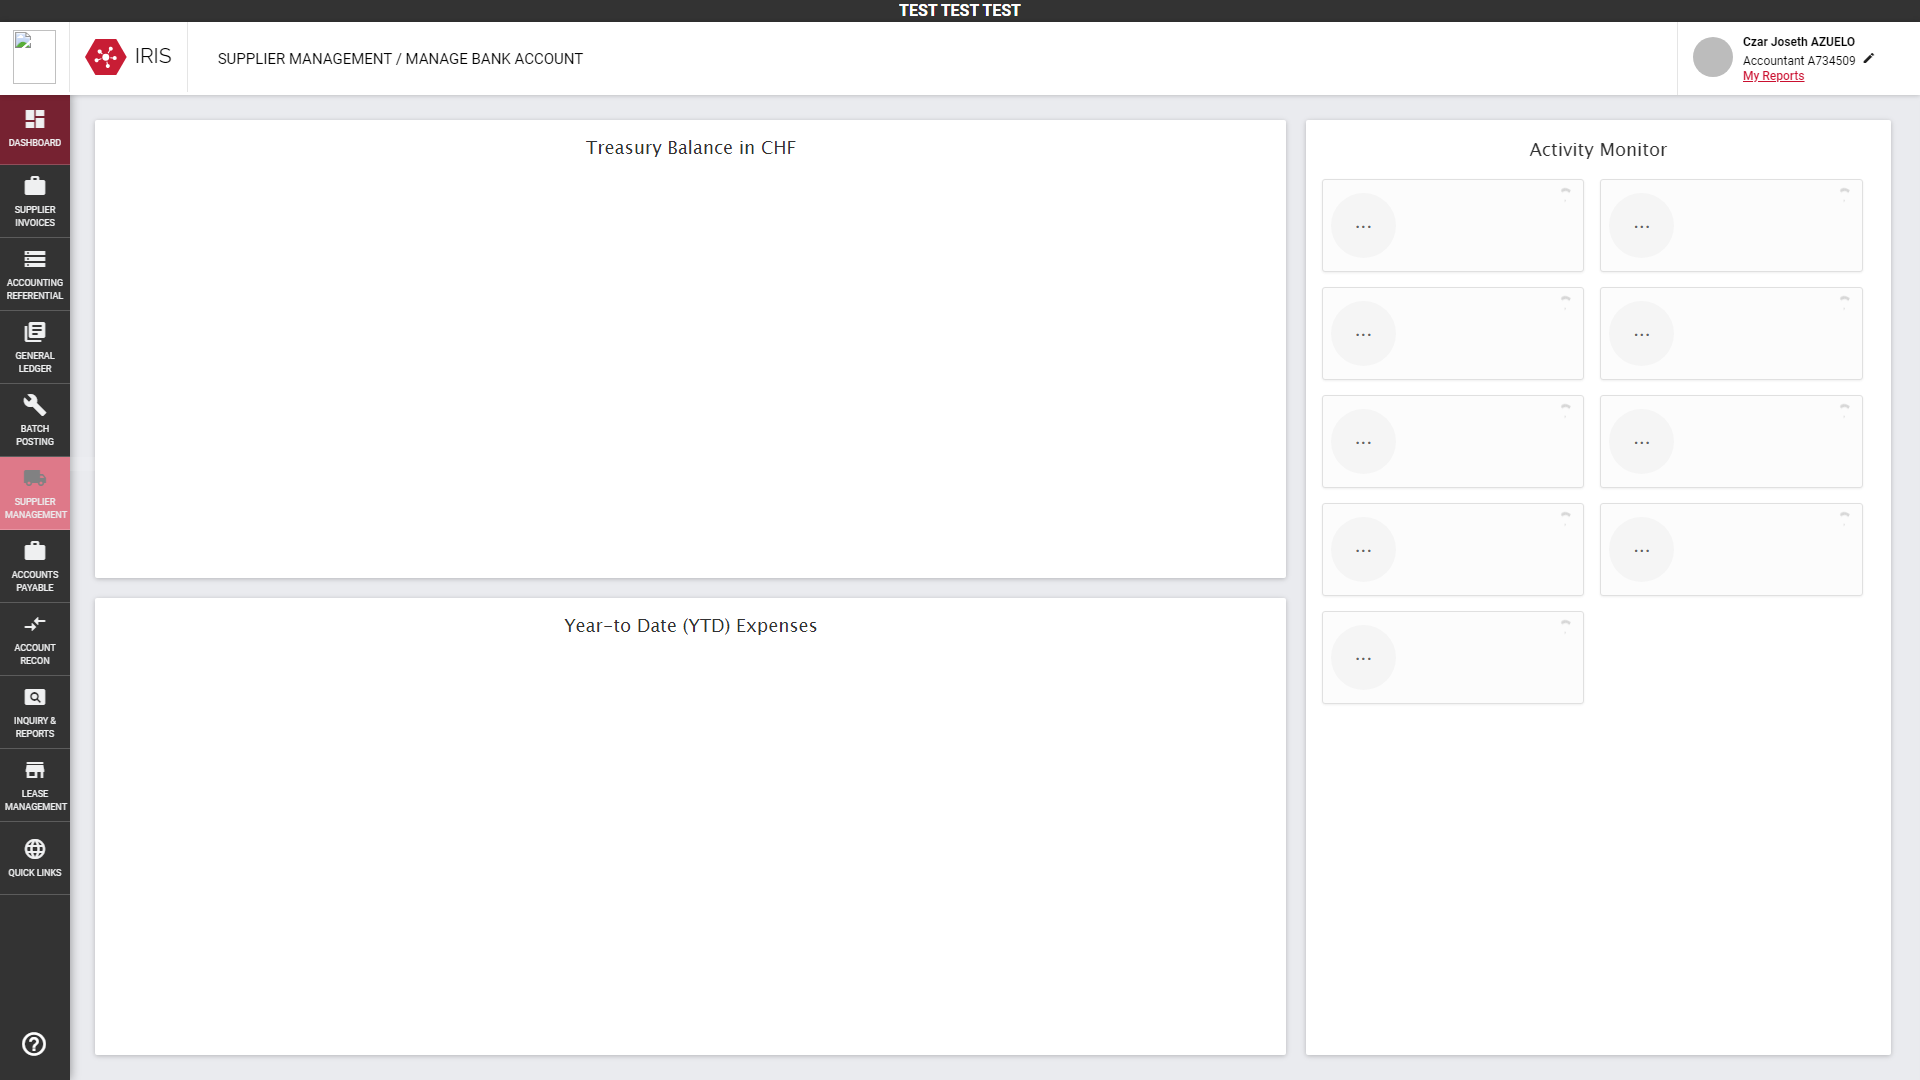 TEST TEST TEST
IRIS
SUPPLIER MANAGEMENT / MANAGE BANK ACCOUNT
Czar Joseth AZUELO
Accountant A734509
My Reports
DASHBOARD
SUPPLIER
INVOICES
ACCOUNTING
REFERENTIAL
GENERAL
LEDGER
BATCH
POSTING
SUPPLIER
MANAGEMENT
ACCOUNTS
PAYABLE
ACCOUNT
RECON
INQUIRY &
REPORTS
LEASE
MANAGEMENT
QUICK LINKS
Treasury Balance in CHF
Year-to Date (YTD) Expenses
Activity Monitor
... ...
... ...
... ...
... ...
...